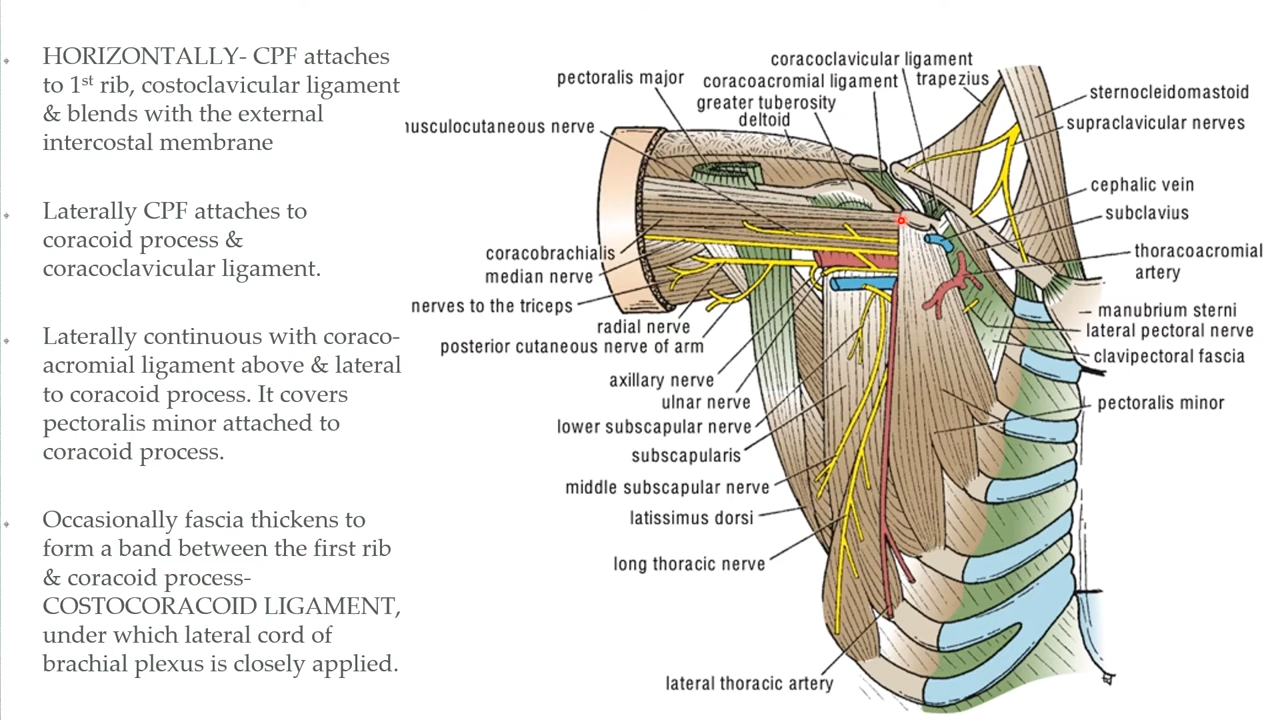 HORIZONTALLY- CPF attaches
to 1st rib, costoclavicular ligament
& blends with the external
intercostal membrane
Laterally CPF attaches to
coracoid process &
coracoclavicular ligament.
Laterally continuous with coraco-
acromial ligament above & lateral
to coracoid process. It covers
pectoralis minor attached to
coracoid process.
Occasionally fascia thickens to
form a band between the first rib
& coracoid process-
COSTOCORACOID LIGAMENT,
under which lateral cord of
brachial plexus is closely applied.
coracoclavicular ligament
pectoralis major
coracoacromial ligament
trapezius
greater tuberosity
deltoid
nusculocutaneous nerve
coracobrachialis
median nerve
nerves to the triceps
radial nerve
posterior cutaneous nerve of arm
axillary nerve
ulnar nerve
lower subscapular nerve
subscapularis
middle subscapular nerve
latissimus dorsi
long thoracic nerve
lateral thoracic artery
sternocleidomastoid
supraclavicular nerves
cephalic vein
subclavius
thoracoacromial
artery
manubrium sterni
lateral pectoral nerve
clavipectoral fascia
pectoralis minor